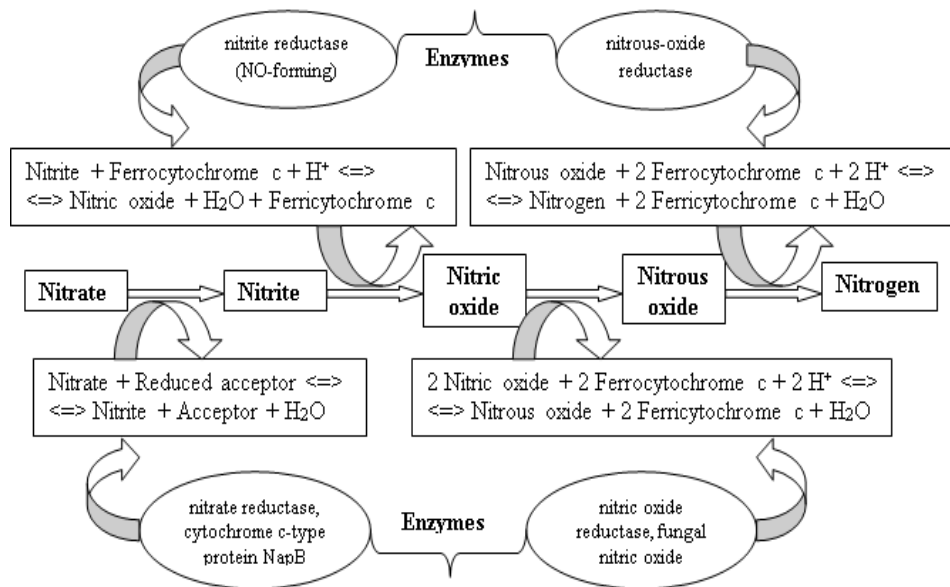 nitrite reductase
(NO-forming)
Enzymes
nitrous-oxide
reductase
Nitrite + Ferrocytochrome c + H⁺ <=>
<=> Nitric oxide + H₂O + Ferricytochrome c
Nitrous oxide + 2 Ferrocytochrome c + 2 H⁺ <=>
<=> Nitrogen + 2 Ferricytochrome c + H₂O
Nitrate
Nitrite
Nitric
oxide
Nitrous
oxide
Nitrogen
Nitrate + Reduced acceptor <=>
<=> Nitrite + Acceptor + H₂O
2 Nitric oxide + 2 Ferrocytochrome c + 2 H⁺ <=>
<=> Nitrous oxide + 2 Ferricytochrome c + H₂O
nitrate reductase,
cytochrome c-type
protein NapB
Enzymes
nitric oxide
reductase, fungal
nitric oxide